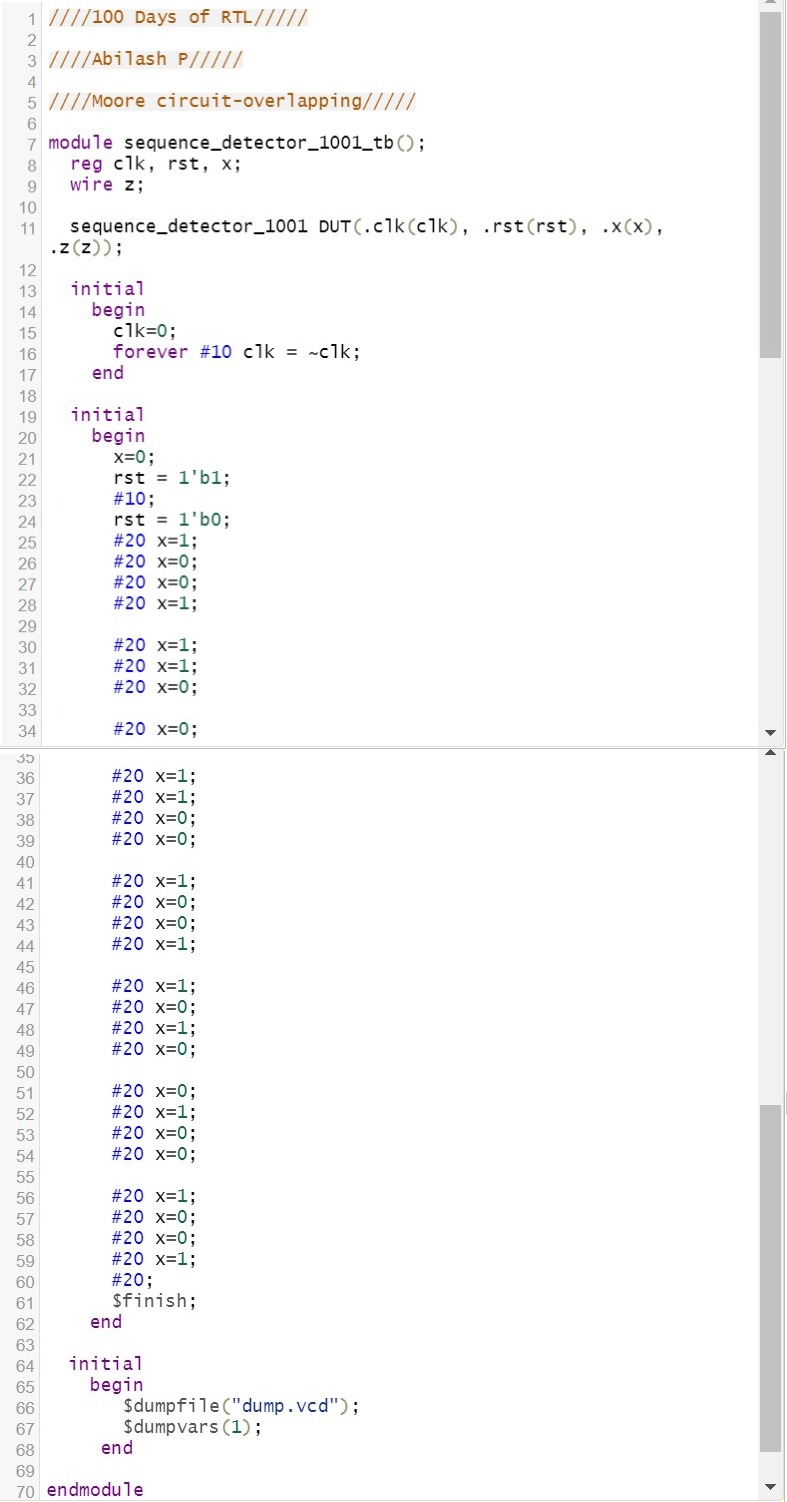 1 ////100 Days of RTL/////
2
3 ////Abilash P/////
4
5 ////Moore circuit-overlapping/////
6
7 module sequence_detector_1001_tb();
8   reg clk, rst, x;
9   wire z;
10
11   sequence_detector_1001 DUT(.clk(clk), .rst(rst), .x(x),
.z(z));
12
13   initial
14     begin
15       clk=0;
16       forever #10 clk = ~clk;
17     end
18
19   initial
20     begin
21       x=0;
22       rst = 1'b1;
23       #10;
24       rst = 1'b0;
25       #20 x=1;
26       #20 x=0;
27       #20 x=0;
28       #20 x=1;
29
30       #20 x=1;
31       #20 x=1;
32       #20 x=0;
33
34       #20 x=0;
35
36       #20 x=1;
37       #20 x=1;
38       #20 x=0;
39       #20 x=0;
40
41       #20 x=1;
42       #20 x=0;
43       #20 x=0;
44       #20 x=1;
45
46       #20 x=1;
47       #20 x=0;
48       #20 x=1;
49       #20 x=0;
50
51       #20 x=0;
52       #20 x=1;
53       #20 x=0;
54       #20 x=0;
55
56       #20 x=1;
57       #20 x=0;
58       #20 x=0;
59       #20 x=1;
60       #20;
61       $finish;
62     end
63
64   initial
65     begin
66        $dumpfile("dump.vcd");
67        $dumpvars(1);
68      end
69
70 endmodule